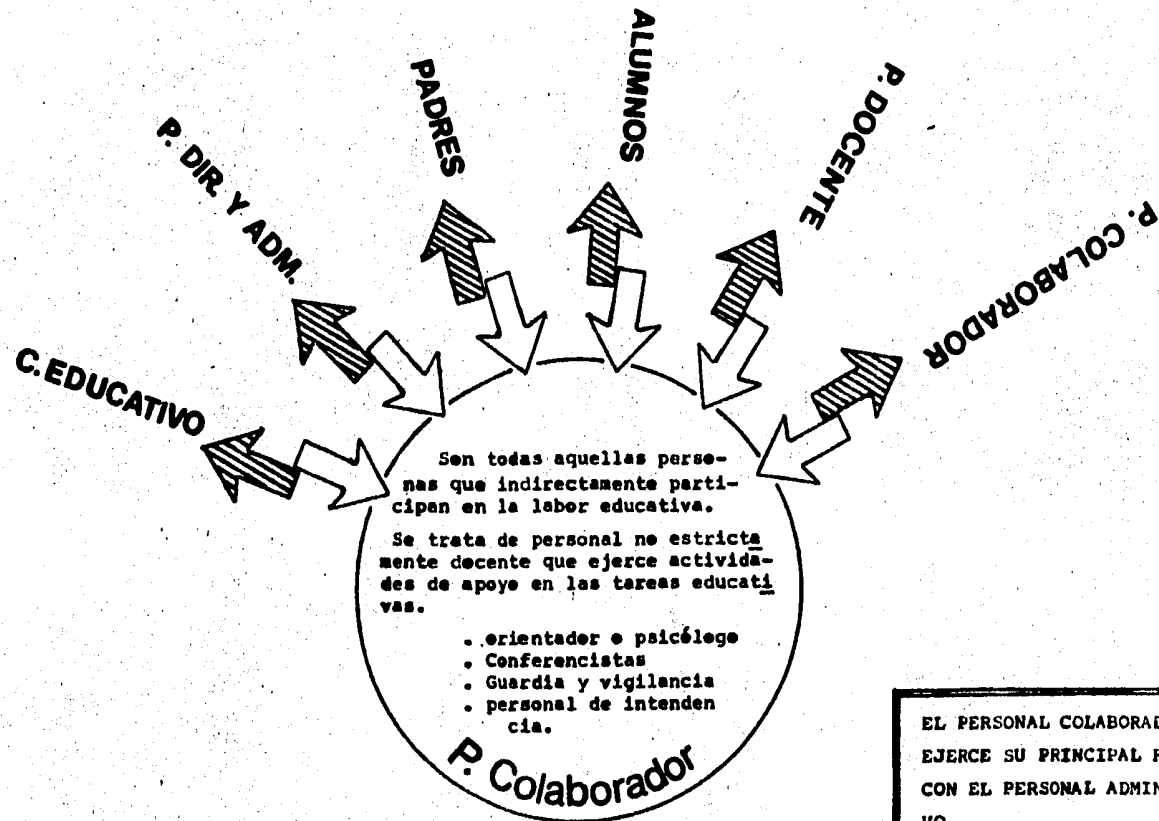 C.EDUCATIVO
P. DIR. Y ADM.
PADRES
ALUMNOS
P. DOCENTE
P. COLABORADOR
Son todas aquellas perso-
nas que indirectamente parti-
cipan en la labor educativa.
Se trata de personal no estricta
mente docente que ejerce activida-
des de apoyo en las tareas educati
vas.
. orientador o psicólogo
. Conferencistas
. Guardia y vigilancia
. personal de intenden
cia.
P. Colaborador
EL PERSONAL COLABORAD
EJERCE SU PRINCIPAL
CON EL PERSONAL ADMIN
VO